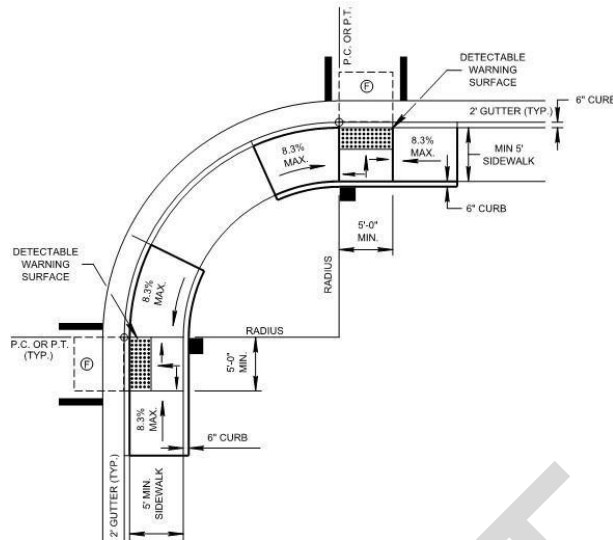 P.C. OR P.T.
F
DETECTABLE
WARNING
SURFACE
6" CURB
2' GUTTER (TYP.)
8.3%
MAX.
8.3%
MAX.
MIN 5'
SIDEWALK
6" CURB
5'-0"
MIN.
RADIUS
DETECTABLE
WARNING
SURFACE
8.3%
MAX.
RADIUS
P.C. OR P.T.
(TYP.)
F
5'-0"
MIN.
8.3%
MAX.
6" CURB
2' GUTTER (TYP.)
5' MIN.
SIDEWALK